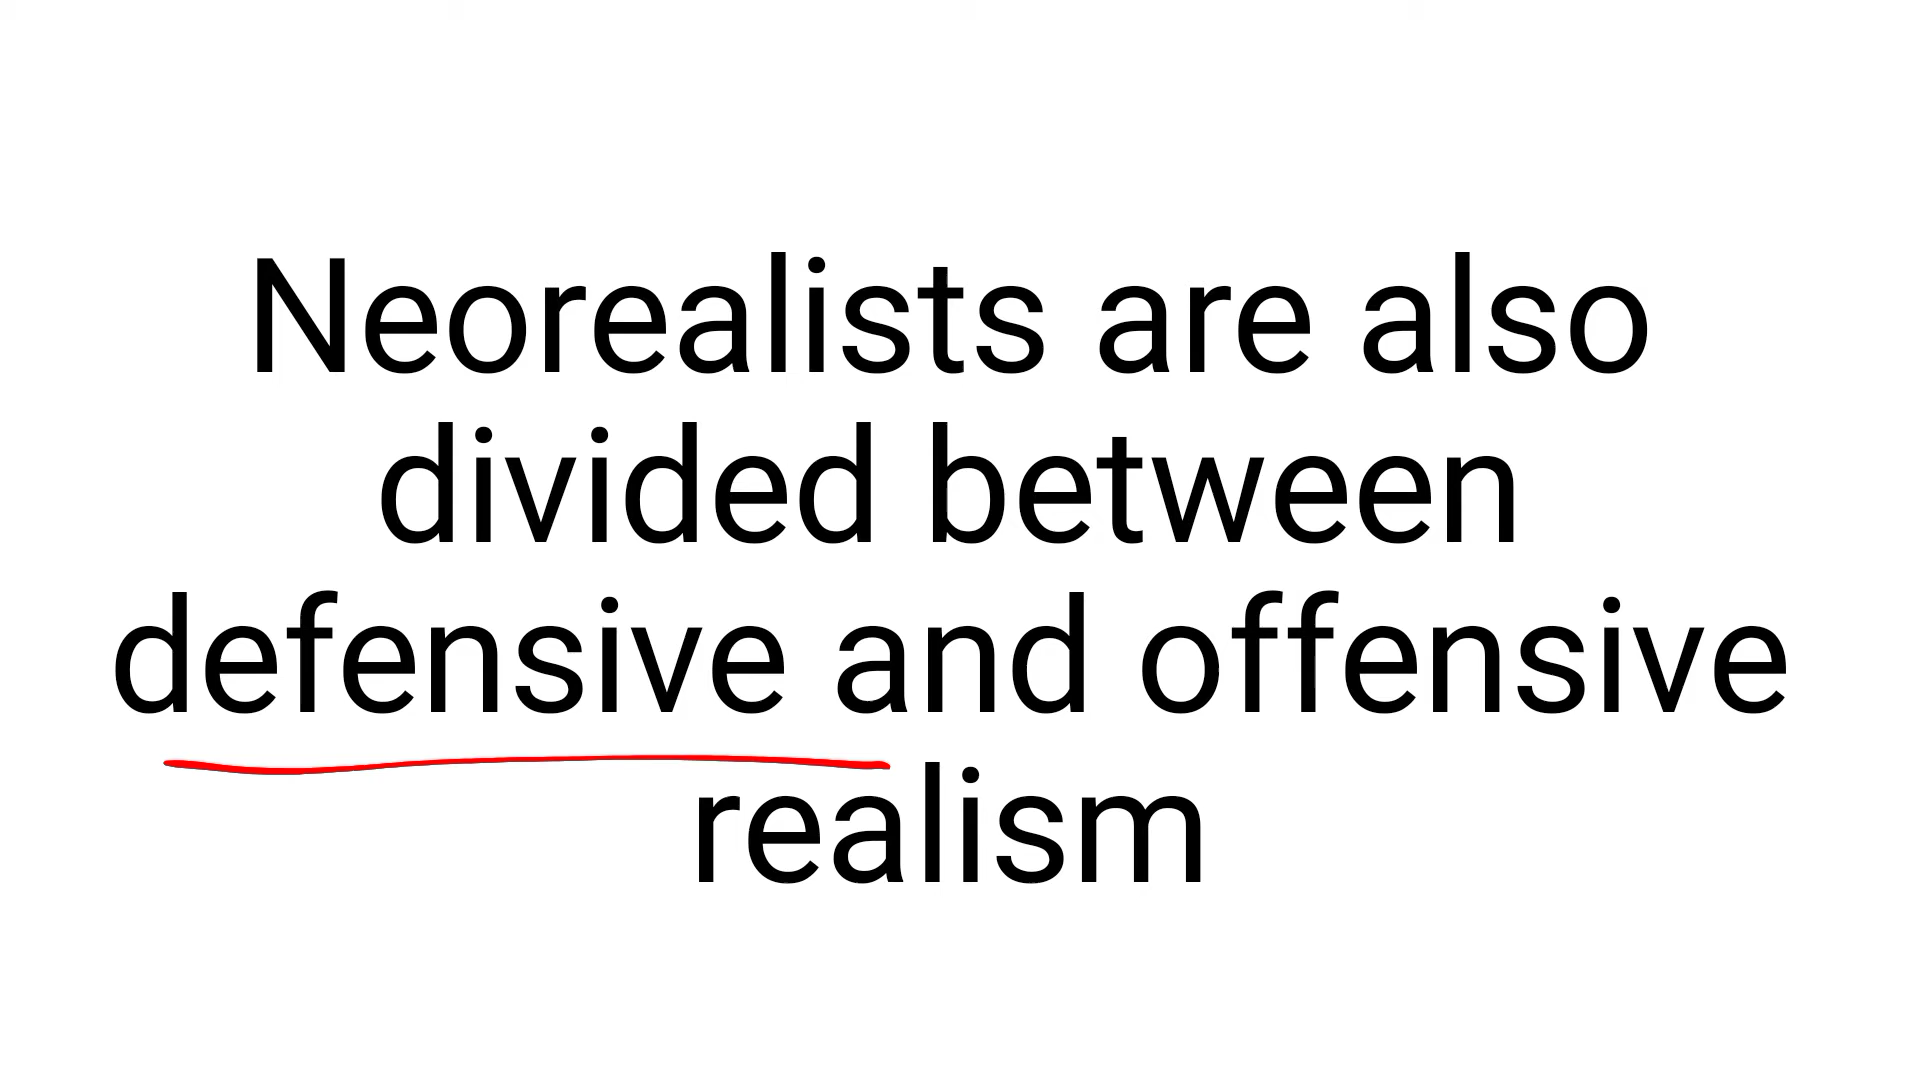 Neorealists are also
divided between
defensive and offensive
realism